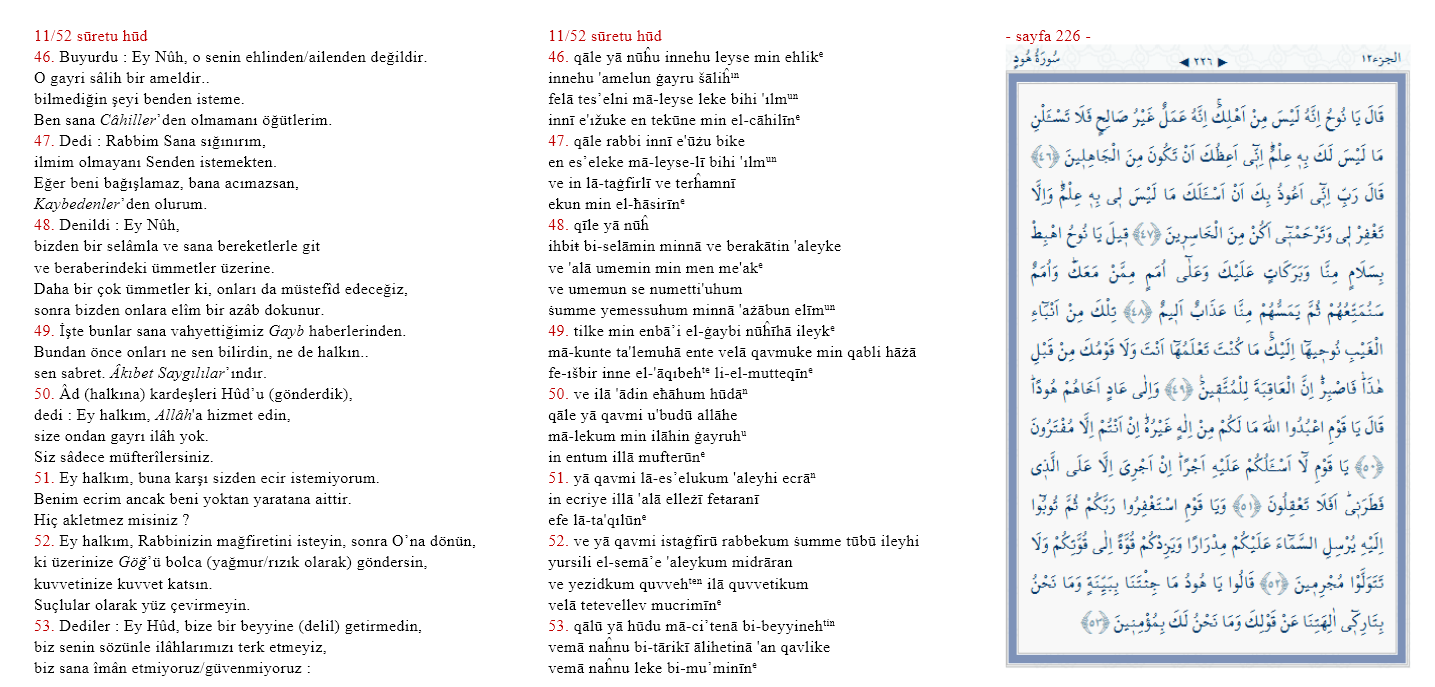 11/52 sūretu hūd
46. Buyurdu : Ey Nûh, o senin ehlinden/ailenden değildir.
O gayri sâlih bir ameldir..
bilmediğin şeyi benden isteme.
Ben sana Câhiller’den olmamanı öğütlerim.
47. Dedi : Rabbim Sana sığınırım,
ilmim olmayanı Senden istemekten.
Eğer beni bağışlamaz, bana acımazsan,
Kaybedenler’den olurum.
48. Denildi : Ey Nûh,
bizden bir selâmla ve sana bereketlerle git
ve beraberindeki ümmetler üzerine.
Daha bir çok ümmetler ki, onları da müstefîd edeceğiz,
sonra bizden onlara elîm bir azâb dokunur.
49. İşte bunlar sana vahyettiğimiz Gayb haberlerinden.
Bundan önce onları ne sen bilirdin, ne de halkın..
sen sabret. Âkıbet Saygılılar’ındır.
50. Âd (halkına) kardeşleri Hûd’u (gönderdik),
dedi : Ey halkım, Allâh'a hizmet edin,
size ondan gayrı ilâh yok.
Siz sâdece müfterîlersiniz.
51. Ey halkım, buna karşı sizden ecir istemiyorum.
Benim ecrim ancak beni yoktan yaratana aittir.
Hiç akletmez misiniz ?
52. Ey halkım, Rabbinizin mağfiretini isteyin, sonra O’na dönün,
ki üzerinize Göğ’ü bolca (yağmur/rızık olarak) göndersin,
kuvvetinize kuvvet katsın.
Suçlular olarak yüz çevirmeyin.
53. Dediler : Ey Hûd, bize bir beyyine (delil) getirmedin,
biz senin sözünle ilâhlarımızı terk etmeyiz,
biz sana îmân etmiyoruz/güvenmiyoruz :
11/52 sūretu hūd
46. qāle yā nūĥu innehu leyse min ehlikᵉ
innehu 'amelun ġayru šāliĥⁱⁿ
felā tes’elni mā-leyse leke bihi 'ılmᵘⁿ
innī e'ıžuke en tekūne min el-cāhilīnᵉ
47. qāle rabbi innī e'ūżu bike
en es’eleke mā-leyse-lī bihi 'ılmᵘⁿ
ve in lā-taġfirlī ve terĥamnī
ekun min el-ħāsirīnᵉ
48. qīle yā nūĥ
ihbiŧ bi-selāmin minnā ve berakātin 'aleyke
ve 'alā umemin min men me'akᵉ
ve umemun se numetti'uhum
ṡumme yemessuhum minnā 'ażābun elīmᵘⁿ
49. tilke min enbā’i el-ġaybi nūĥīhā ileykᵉ
mā-kunte ta'lemuhā ente velā qavmuke min qabli hāżā
fe-ıšbir inne el-'āqıbehᵗᵉ li-el-mutteqīnᵉ
50. ve ilā 'ādin eħāhum hūdāⁿ
qāle yā qavmi u'budū allāhe
mā-lekum min ilāhin ġayruhᵘ
in entum illā mufterūnᵉ
51. yā qavmi lā-es’elukum 'aleyhi ecrāⁿ
in ecriye illā 'alā elleżī feŧaranī
efe lā-ta'qılūnᵉ
52. ve yā qavmi istaġfirū rabbekum ṡumme tūbū ileyhi
yursili el-semā’e 'aleykum midrāran
ve yezidkum quvvehᵗᵉⁿ ilā quvvetikum
velā tetevellev mucrimīnᵉ
53. qālū yā hūdu mā-ci’tenā bi-beyyinehᵗⁱⁿ
vemā naĥnu bi-tārikī ālihetinā 'an qavlike
vemā naĥnu leke bi-mu’minīnᵉ
- sayfa 226 -
الجزء١٢ ◀ ٢٢٦ ▶ سُورَةُ هُودٍ
قَالَ يَا نُوحُ اِنَّهُ لَيْسَ مِنْ اَهْلِكَۚ اِنَّهُ عَمَلٌ غَيْرُ صَالِحٍ فَلَا تَسْـَٔلْنِ
مَا لَيْسَ لَكَ بِه۪ عِلْمٌۜ اِنّ۪ٓي اَعِظُكَ اَنْ تَكُونَ مِنَ الْجَاهِل۪ينَ ﴿٤٦﴾
قَالَ رَبِّ اِنّ۪ٓي اَعُوذُ بِكَ اَنْ اَسْـَٔلَكَ مَا لَيْسَ ل۪ي بِه۪ عِلْمٌۜ وَاِلَّا
تَغْفِرْ ل۪ي وَتَرْحَمْن۪ٓي اَكُنْ مِنَ الْخَاسِر۪ينَ ﴿٤٧﴾ ق۪يلَ يَا نُوحُ اهْبِطْ
بِسَلَامٍ مِنَّا وَبَرَكَاتٍ عَلَيْكَ وَعَلٰٓى اُمَمٍ مِمَّنْ مَعَكَۜ وَاُمَمٌ
سَنُمَتِّعُهُمْ ثُمَّ يَمَسُّهُمْ مِنَّا عَذَابٌ اَل۪يمٌ ﴿٤٨﴾ تِلْكَ مِنْ اَنْبَٓاءِ
الْغَيْبِ نُوح۪يهَٓا اِلَيْكَۚ مَا كُنْتَ تَعْلَمُهَٓا اَنْتَ وَلَا قَوْمُكَ مِنْ قَبْلِ
هٰذَاۜ فَاصْبِرْۜ اِنَّ الْعَاقِبَةَ لِلْمُتَّق۪ينَ۟ ﴿٤٩﴾ وَاِلٰى عَادٍ اَخَاهُمْ هُودًاۜ
قَالَ يَا قَوْمِ اعْبُدُوا اللّٰهَ مَا لَكُمْ مِنْ اِلٰهٍ غَيْرُهُۜ اِنْ اَنْتُمْ اِلَّا مُفْتَرُونَ
﴿٥٠﴾ يَا قَوْمِ لَٓا اَسْـَٔلُكُمْ عَلَيْهِ اَجْرًاۜ اِنْ اَجْرِيَ اِلَّا عَلَى الَّذ۪ي
فَطَرَن۪يۜ اَفَلَا تَعْقِلُونَ ﴿٥١﴾ وَيَا قَوْمِ اسْتَغْفِرُوا رَبَّكُمْ ثُمَّ تُوبُٓوا
اِلَيْهِ يُرْسِلِ السَّمَٓاءَ عَلَيْكُمْ مِدْرَارًا وَيَزِدْكُمْ قُوَّةً اِلٰى قُوَّتِكُمْ وَلَا
تَتَوَلَّوْا مُجْرِم۪ينَ ﴿٥٢﴾ قَالُوا يَا هُودُ مَا جِئْتَنَا بِبَيِّنَةٍ وَمَا نَحْنُ
بِتَارِك۪ٓي اٰلِهَتِنَا عَنْ قَوْلِكَ وَمَا نَحْنُ لَكَ بِمُؤْمِن۪ينَ ﴿٥٣﴾